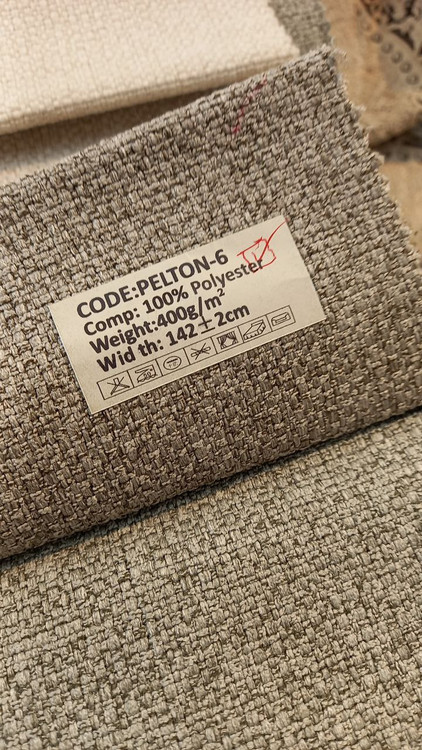 CODE:PELTON-6
Comp: 100% Polyester
Weight:400g/m²
Wid th: 142±2cm